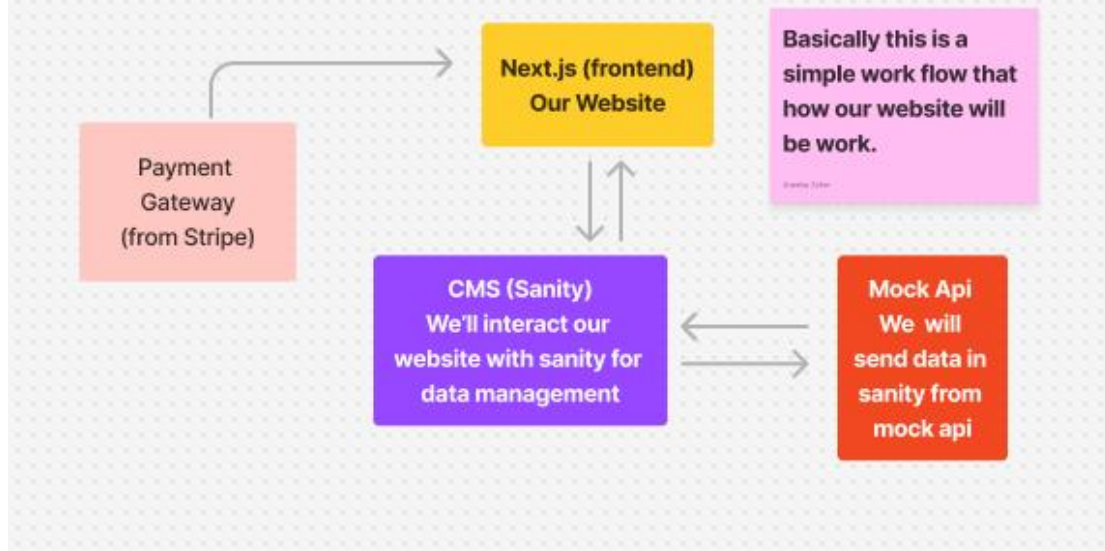 Next.js (frontend)
Our Website
Basically this is a
simple work flow that
how our website will
be work.
Payment
Gateway
(from Stripe)
CMS (Sanity)
We'll interact our
website with sanity for
data management
Mock Api
We will
send data in
sanity from
mock api